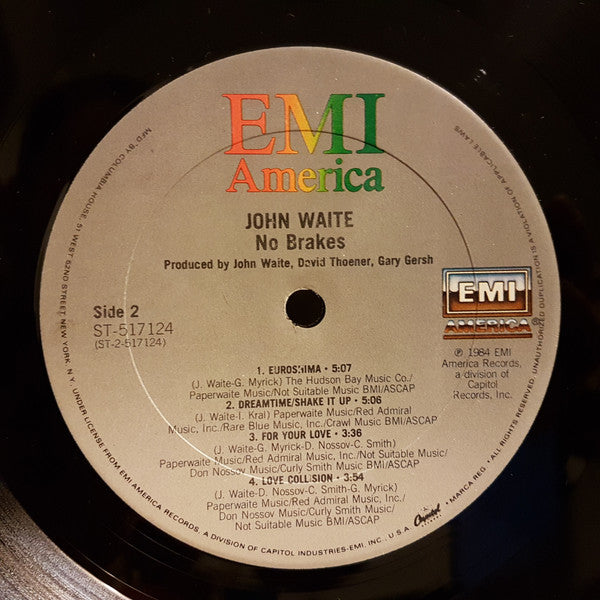 EMI
America
JOHN WAITE
No Brakes
Produced by John Waite, David Thoener, Gary Gersh
Side 2
ST-517124
(ST-2-517124)
EMI
AMERICA®
℗ 1984 EMI
America Records,
a division of
Capitol
Records, Inc.
1. EUROSHIMA • 5:07
(J. Waite-G. Myrick) The Hudson Bay Music Co./
Paperwaite Music/Not Suitable Music BMI/ASCAP
2. DREAMTIME/SHAKE IT UP • 5:06
(J. Waite-I. Kral) Paperwaite Music/Red Admiral
Music, Inc./Rare Blue Music, Inc./Crawl Music BMI/ASCAP
3. FOR YOUR LOVE • 3:36
(J. Waite-G. Myrick-D. Nossov-C. Smith)
Paperwaite Music/Red Admiral Music, Inc./Not Suitable Music/
Don Nossov Music/Curly Smith Music BMI/ASCAP
4. LOVE COLLISION • 3:54
(J. Waite-D. Nossov-C. Smith-G. Myrick)
Paperwaite Music/Red Admiral Music, Inc./
Don Nossov Music/Curly Smith Music/
Not Suitable Music BMI/ASCAP
MFD. BY COLUMBIA HOUSE, 51 WEST 52ND STREET, NEW YORK, N.Y. UNDER LICENSE FROM EMI AMERICA RECORDS, A DIVISION OF CAPITOL INDUSTRIES-EMI, INC., U.S.A.
Capitol
• MARCA REG. • ALL RIGHTS RESERVED. UNAUTHORIZED DUPLICATION IS A VIOLATION OF APPLICABLE LAWS.